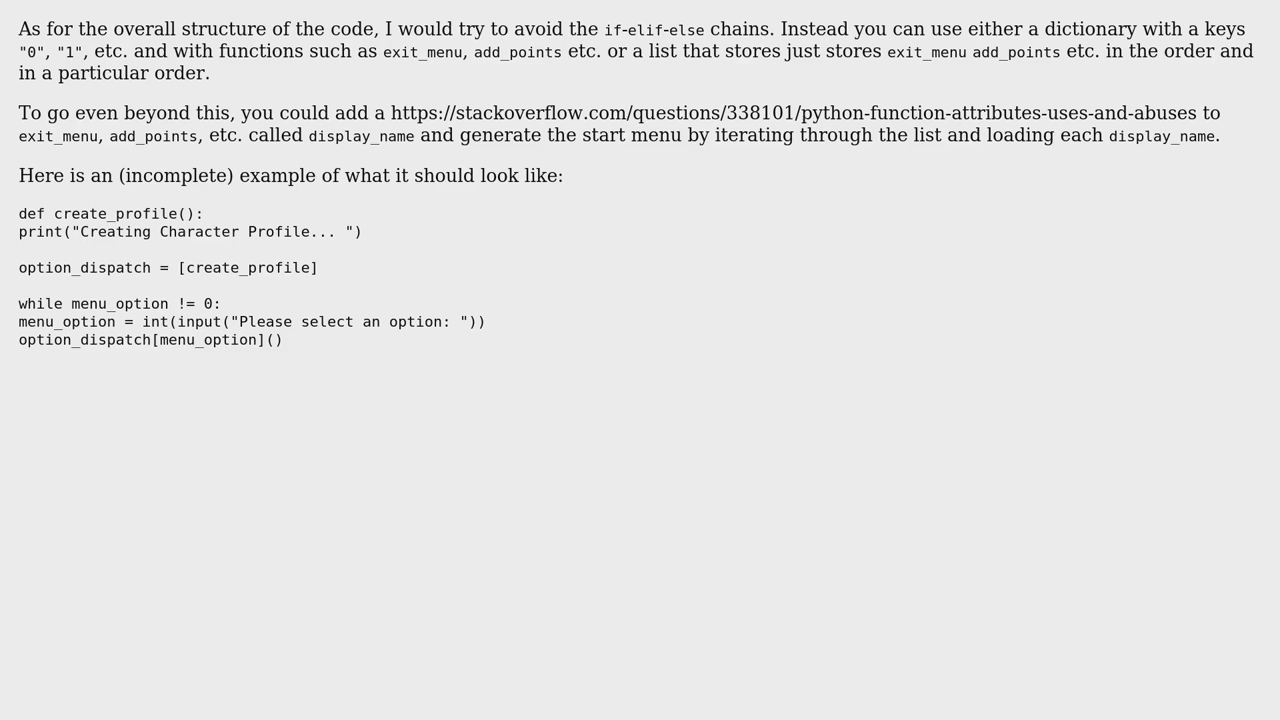 As for the overall structure of the code, I would try to avoid the if-elif-else chains. Instead you can use either a dictionary with a keys
"0", "1", etc. and with functions such as exit_menu, add_points etc. or a list that stores just stores exit_menu add_points etc. in the order and
in a particular order.
To go even beyond this, you could add a https://stackoverflow.com/questions/338101/python-function-attributes-uses-and-abuses to
exit_menu, add_points, etc. called display_name and generate the start menu by iterating through the list and loading each display_name.
Here is an (incomplete) example of what it should look like:
def create_profile():
print("Creating Character Profile... ")
option_dispatch = [create_profile]
while menu_option != 0:
menu_option = int(input("Please select an option: "))
option_dispatch[menu_option]()